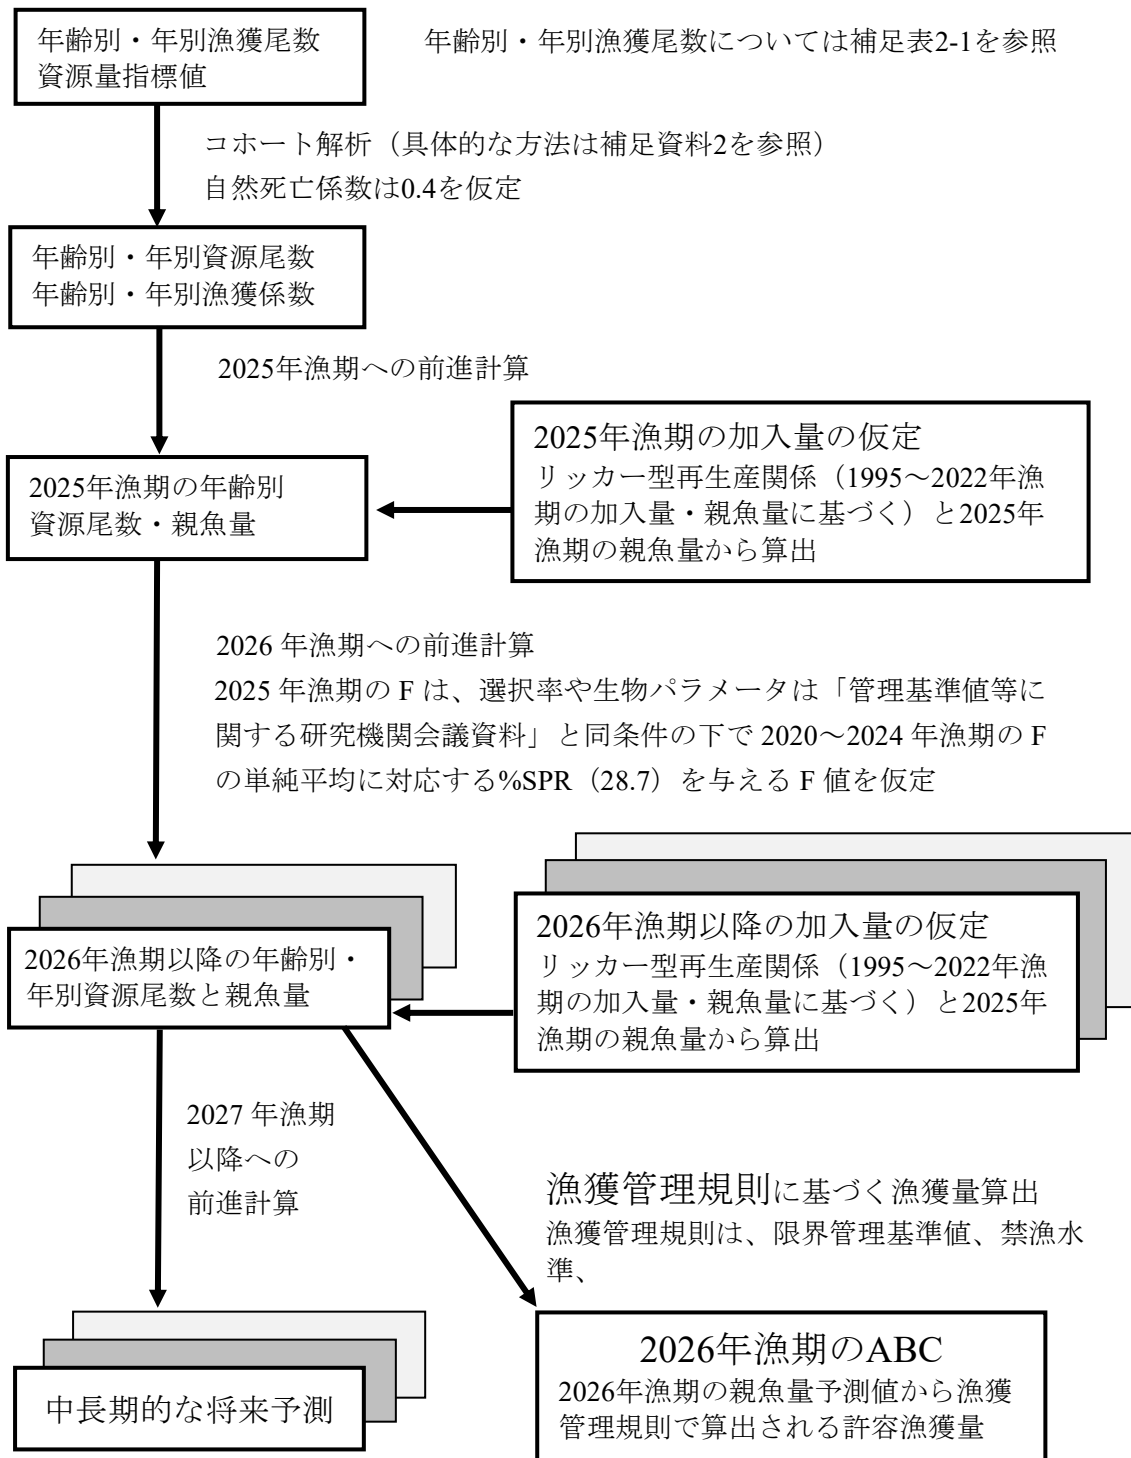 年齢別・年別漁獲尾数
資源量指標値
年齢別・年別漁獲尾数については補足表2-1を参照
コホート解析（具体的な方法は補足資料2を参照）
自然死亡係数は0.4を仮定
年齢別・年別資源尾数
年齢別・年別漁獲係数
2025年漁期への前進計算
2025年漁期の加入量の仮定
リッカー型再生産関係（1995～2022年漁
期の加入量・親魚量に基づく）と2025年
漁期の親魚量から算出
2025年漁期の年齢別
資源尾数・親魚量
2026 年漁期への前進計算
2025 年漁期の F は、選択率や生物パラメータは「管理基準値等に
関する研究機関会議資料」と同条件の下で 2020～2024 年漁期の F
の単純平均に対応する%SPR（28.7）を与える F 値を仮定
2026年漁期以降の加入量の仮定
リッカー型再生産関係（1995～2022年漁
期の加入量・親魚量に基づく）と2025年
漁期の親魚量から算出
2026年漁期以降の年齢別・
年別資源尾数と親魚量
2027 年漁期
以降への
前進計算
漁獲管理規則に基づく漁獲量算出
漁獲管理規則は、限界管理基準値、禁漁水
準、
中長期的な将来予測
2026年漁期のABC
2026年漁期の親魚量予測値から漁獲
管理規則で算出される許容漁獲量